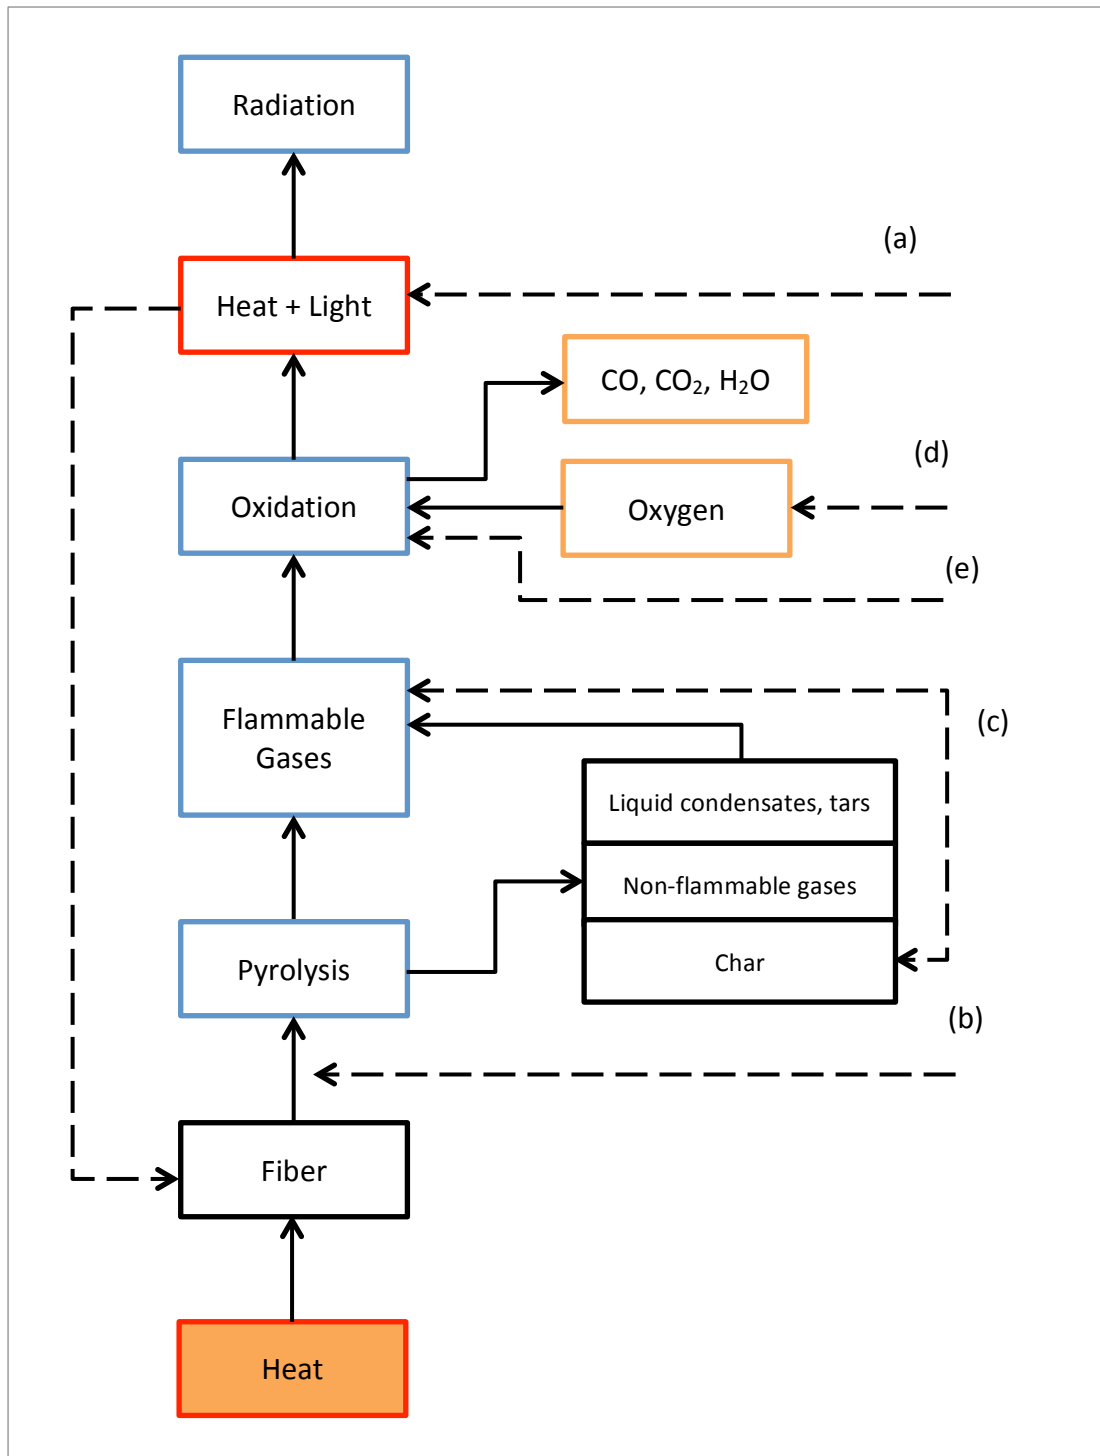 Radiation
(a)
Heat + Light
CO, CO₂, H₂O
(d)
Oxidation
Oxygen
(e)
Flammable
Gases
(c)
Liquid condensates, tars
Non-flammable gases
Pyrolysis
Char
(b)
Fiber
Heat